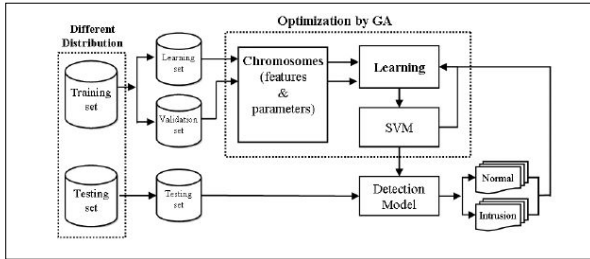 Optimization by GA
Different
Distribution
Training
set
Learning
set
Validation
set
Chromosomes
(features
&
parameters)
Learning
SVM
Testing
set
Testing
set
Detection
Model
Normal
Intrusion